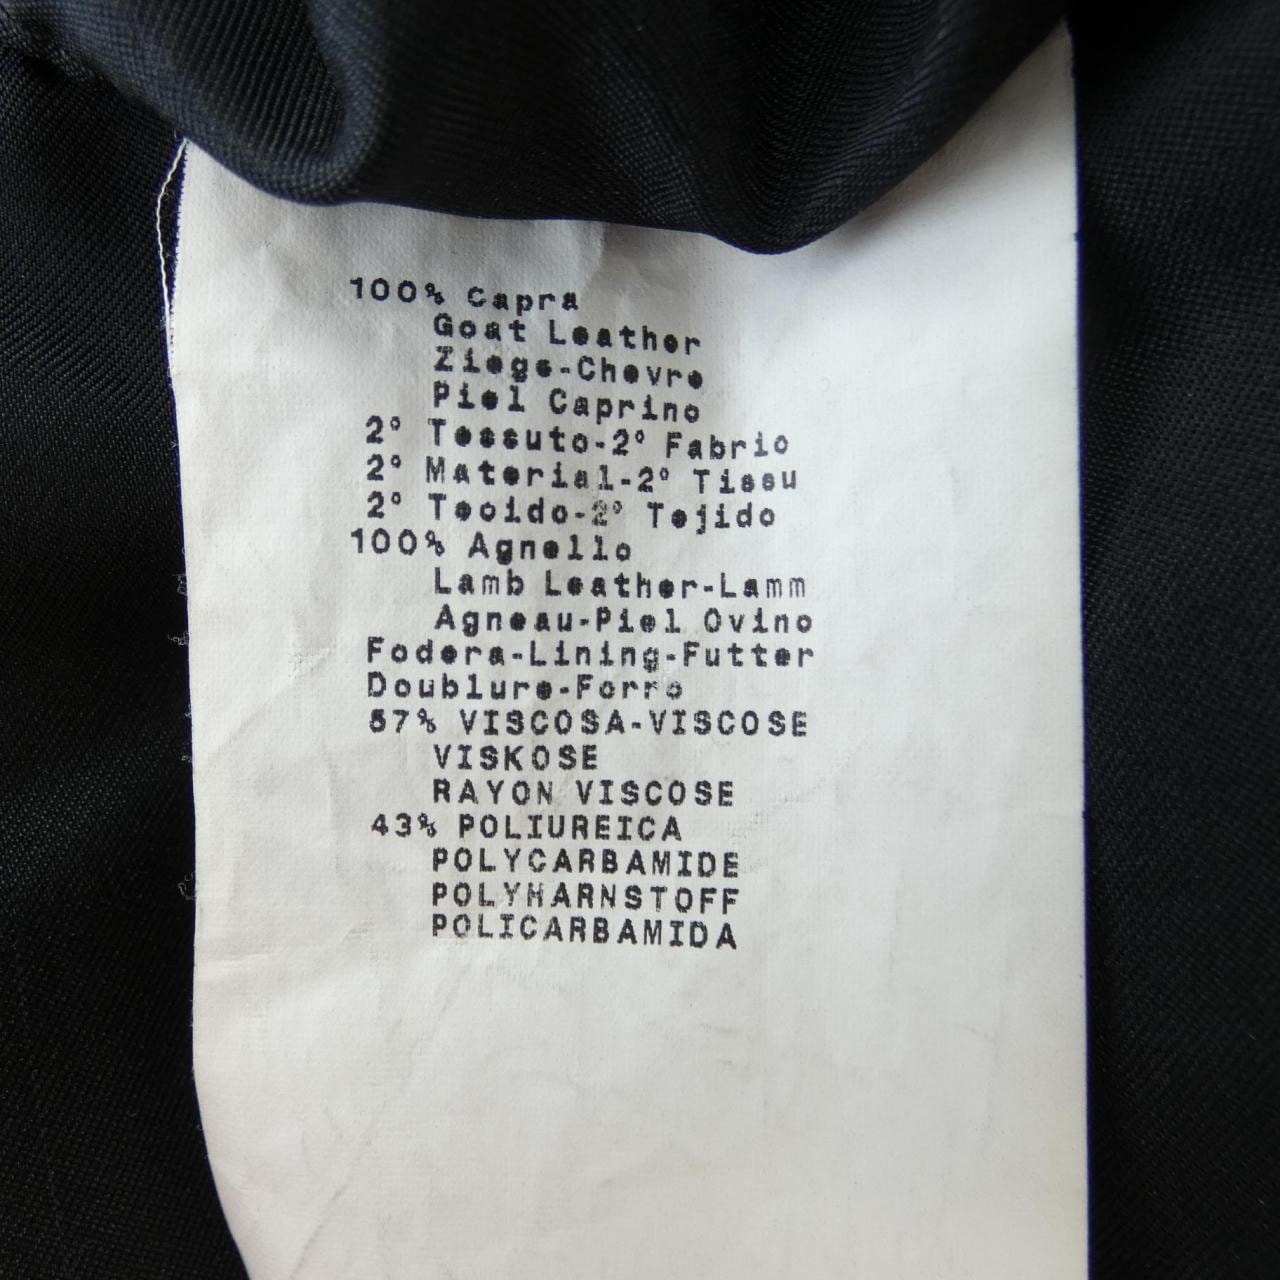 100% Capra
Goat Leather
Ziege-Chevre
Piel Caprino
2° Tessuto-2° Fabric
2° Material-2° Tissu
2° Tecido-2° Tejido
100% Agnello
Lamb Leather-Lamm
Agneau-Piel Ovino
Fodera-Lining-Futter
Doublure-Forro
57% VISCOSA-VISCOSE
VISKOSE
RAYON VISCOSE
43% POLIUREICA
POLYCARBAMIDE
POLYHARNSTOFF
POLICARBAMIDA